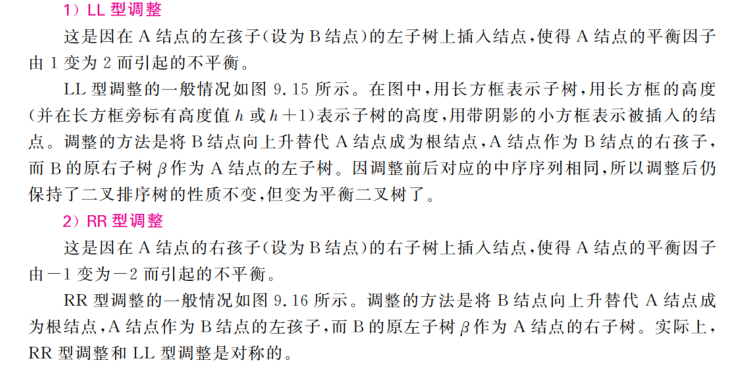 1) LL 型调整
这是因在 A 结点的左孩子(设为 B 结点)的左子树上插入结点,使得 A 结点的平衡因子
由 1 变为 2 而引起的不平衡。
LL 型调整的一般情况如图 9.15 所示。在图中,用长方框表示子树,用长方框的高度
(并在长方框旁标有高度值 h 或 h+1)表示子树的高度,用带阴影的小方框表示被插入的结
点。调整的方法是将 B 结点向上升替代 A 结点成为根结点,A 结点作为 B 结点的右孩子,
而 B 的原右子树 β 作为 A 结点的左子树。因调整前后对应的中序序列相同,所以调整后仍
保持了二叉排序树的性质不变,但变为平衡二叉树了。
2) RR 型调整
这是因在 A 结点的右孩子(设为 B 结点)的右子树上插入结点,使得 A 结点的平衡因子
由-1 变为-2 而引起的不平衡。
RR 型调整的一般情况如图 9.16 所示。调整的方法是将 B 结点向上升替代 A 结点成
为根结点,A 结点作为 B 结点的左孩子,而 B 的原左子树 β 作为 A 结点的右子树。实际上,
RR 型调整和 LL 型调整是对称的。